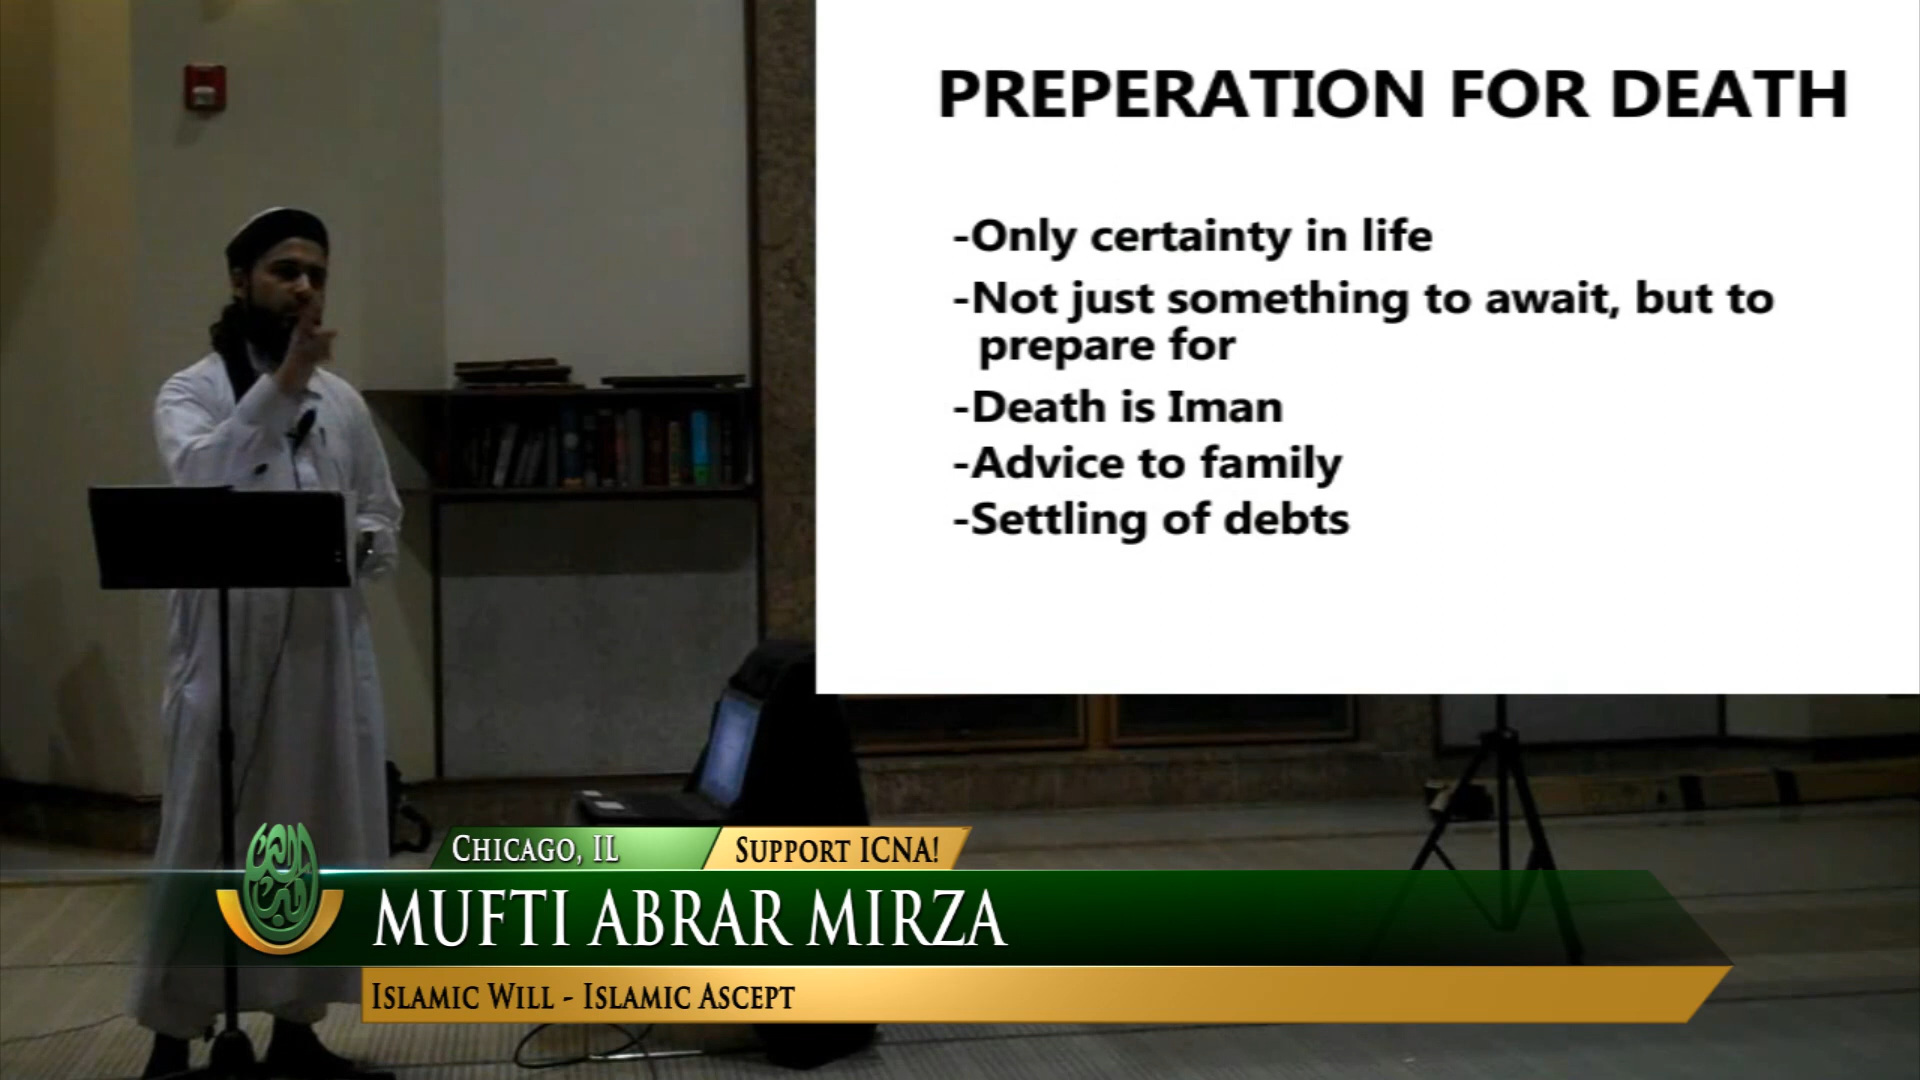 PREPERATION FOR DEATH
-Only certainty in life
-Not just something to await, but to
prepare for
-Death is Iman
-Advice to family
-Settling of debts
CHICAGO, IL
SUPPORT ICNA!
MUFTI ABRAR MIRZA
ISLAMIC WILL - ISLAMIC ASCEPT